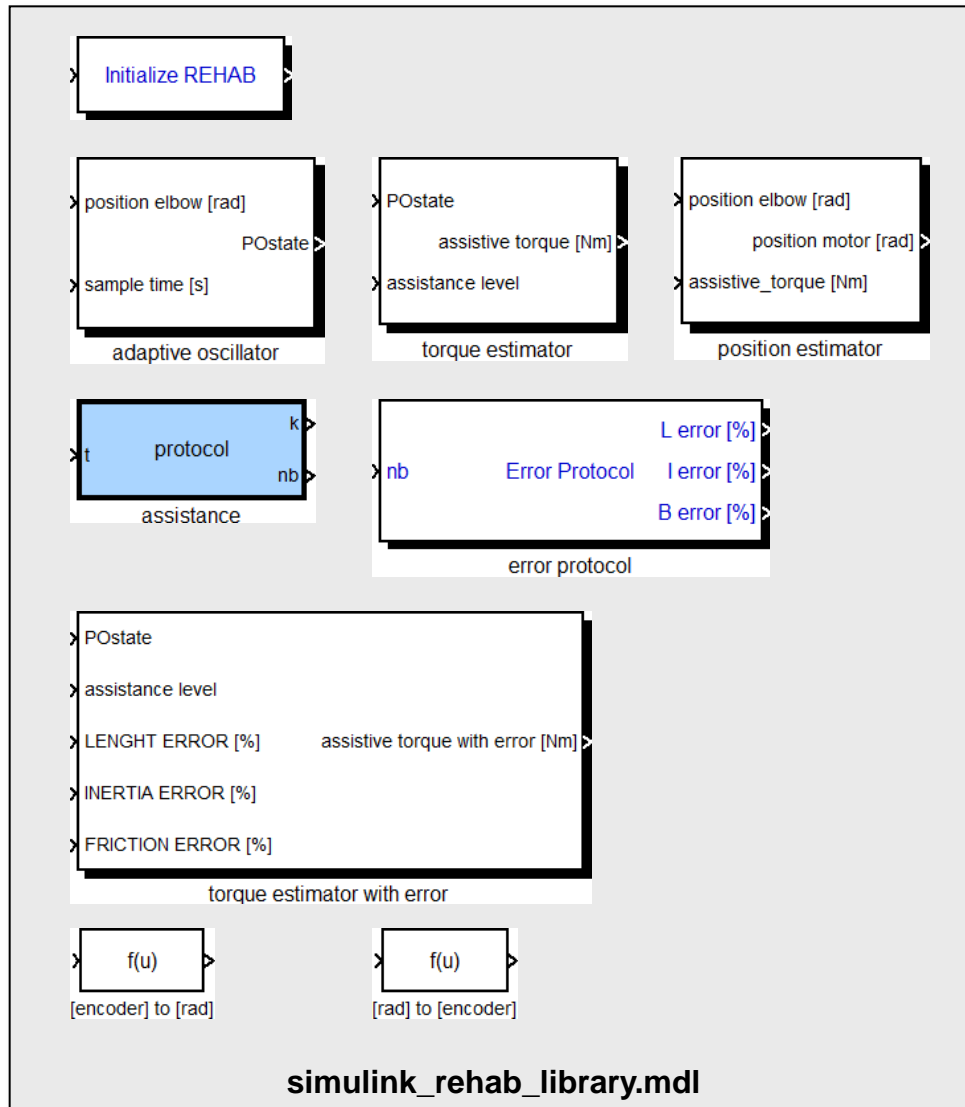 Initialize REHAB
position elbow [rad]
POstate
sample time [s]
adaptive oscillator
POstate
assistive torque [Nm]
assistance level
torque estimator
position elbow [rad]
position motor [rad]
assistive_torque [Nm]
position estimator
k
protocol
t
nb
assistance
L error [%]
nb Error Protocol I error [%]
B error [%]
error protocol
POstate
assistance level
LENGHT ERROR [%] assistive torque with error [Nm]
INERTIA ERROR [%]
FRICTION ERROR [%]
torque estimator with error
f(u)
[encoder] to [rad]
f(u)
[rad] to [encoder]
simulink_rehab_library.mdl